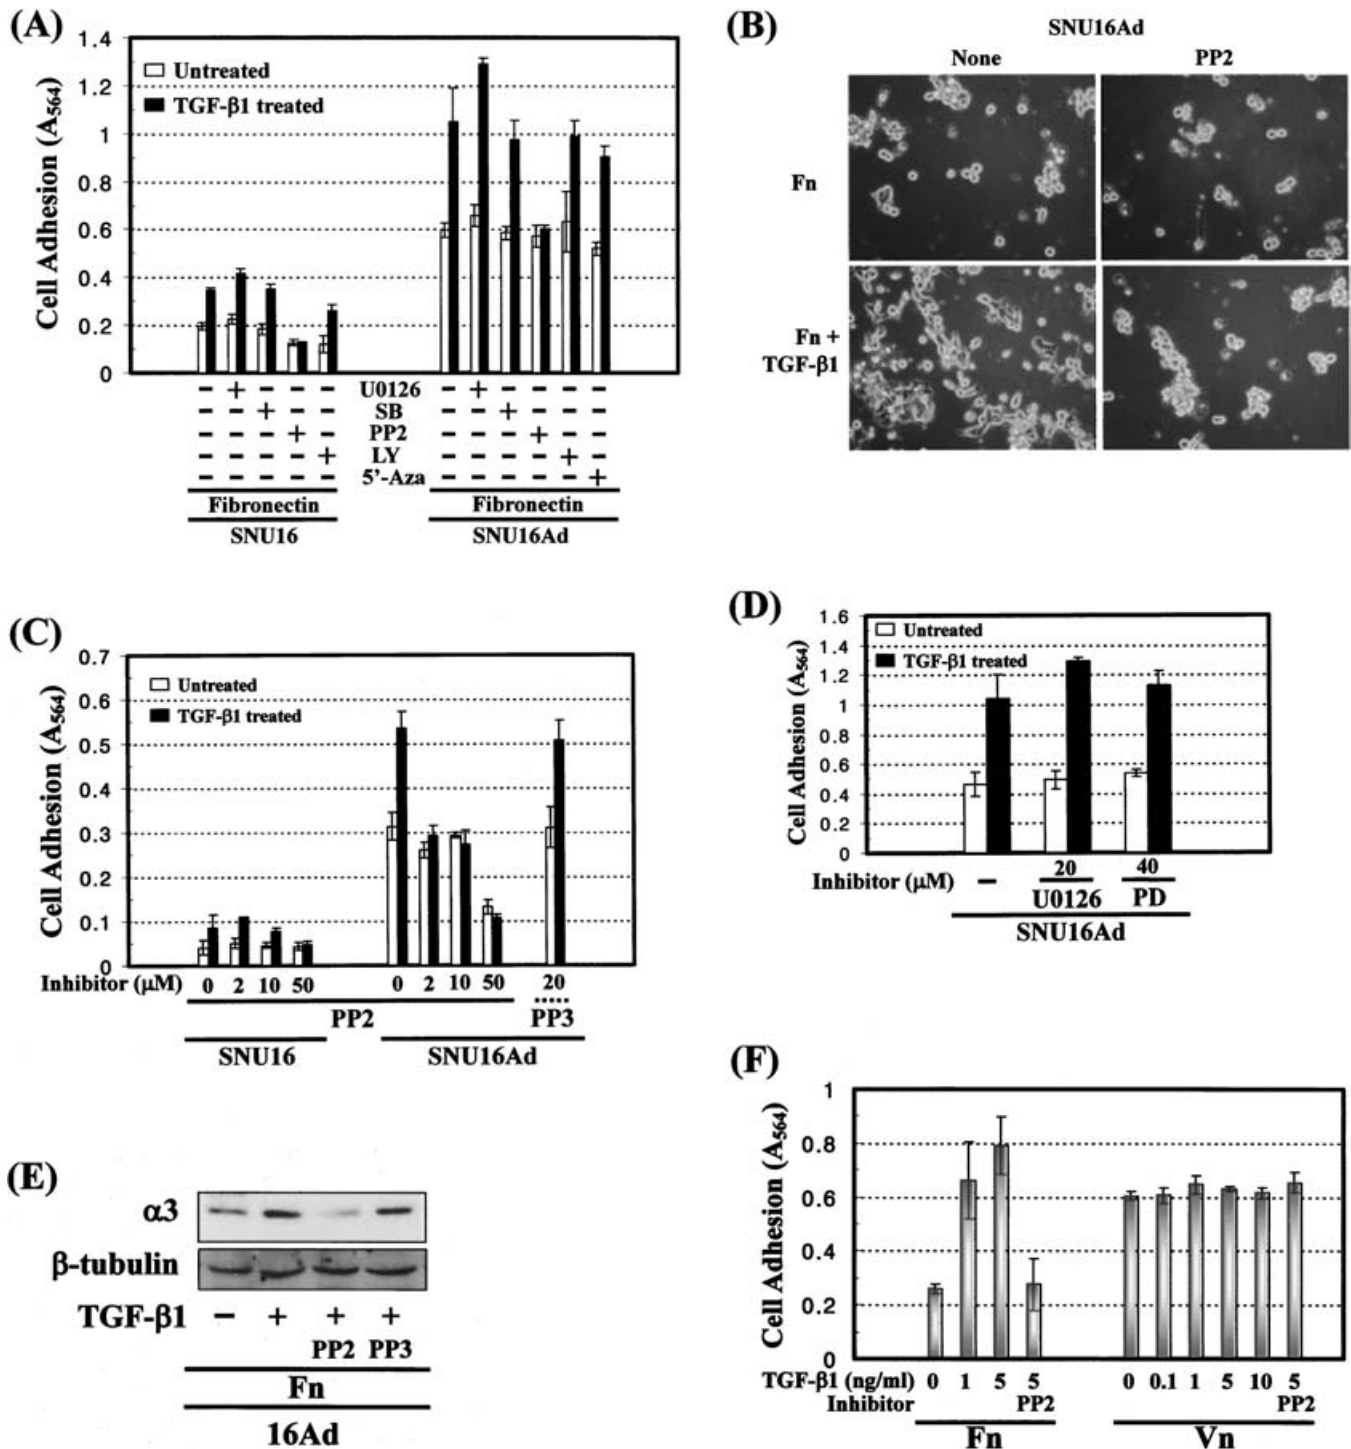 (A)
1.4
1.2
1
0.8
0.6
0.4
0.2
0
Cell Adhesion (A564)
Untreated
TGF-β1 treated
− + − − − U0126 − + − − − −
− − + − − SB − − + − − −
− − − + − PP2 − − − + − −
− − − − + LY − − − − + −
− − − − − 5’-Aza − − − − − +
Fibronectin Fibronectin
SNU16 SNU16Ad
(B)
SNU16Ad
None PP2
Fn
Fn +
TGF-β1
(C)
0.7
0.6
0.5
0.4
0.3
0.2
0.1
0
Cell Adhesion (A564)
Untreated
TGF-β1 treated
Inhibitor (μM) 0 2 10 50 0 2 10 50 20
PP2 PP3
SNU16 SNU16Ad
(D)
1.6
1.4
1.2
1
0.8
0.6
0.4
0.2
0
Cell Adhesion (A564)
Untreated
TGF-β1 treated
Inhibitor (μM) − 20 40
U0126 PD
SNU16Ad
(E)
α3
β-tubulin
TGF-β1 − + + +
PP2 PP3
Fn
16Ad
(F)
1
0.8
0.6
0.4
0.2
0
Cell Adhesion (A564)
TGF-β1 (ng/ml) 0 1 5 5 0 0.1 1 5 10 5
Inhibitor PP2 PP2
Fn Vn